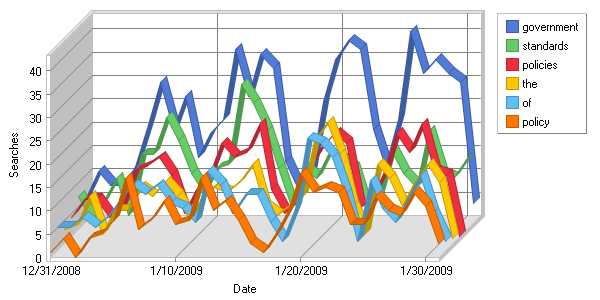 government
standards
policies
the
of
policy
Searches
40
35
30
25
20
15
10
5
0
12/31/2008 1/10/2009 1/20/2009 1/30/2009
Date